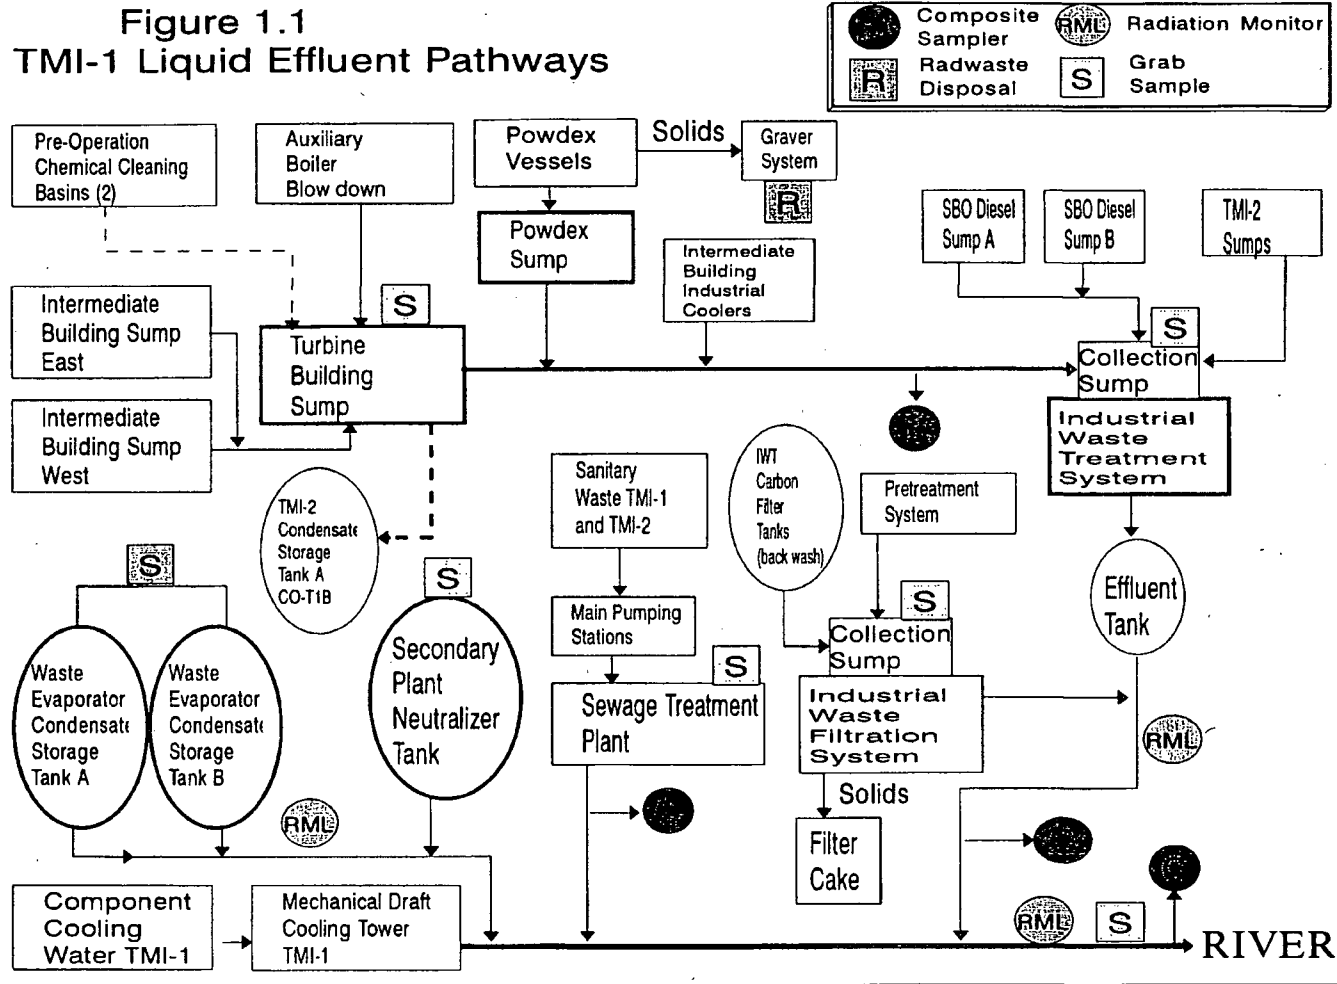 Figure 1.1
TMI-1 Liquid Effluent Pathways
Composite
Sampler
RML
Radiation Monitor
R
Radwaste
Disposal
S
Grab
Sample
Pre-Operation
Chemical Cleaning
Basins (2)
Auxiliary
Boiler
Blow down
Powdex
Vessels
Solids
Graver
System
R
Powdex
Sump
Intermediate
Building
Industrial
Coolers
SBO Diesel
Sump A
SBO Diesel
Sump B
TMI-2
Sumps
Intermediate
Building Sump
East
S
Turbine
Building
Sump
S
Collection
Sump
Industrial
Waste
Treatment
System
Intermediate
Building Sump
West
TMI-2
Condensate
Storage
Tank A
CO-T1B
Sanitary
Waste TMI-1
and TMI-2
IWT
Carbon
Filter
Tanks
(back wash)
Pretreatment
System
Effluent
Tank
S
Waste
Evaporator
Condensate
Storage
Tank A
Waste
Evaporator
Condensate
Storage
Tank B
S
Secondary
Plant
Neutralizer
Tank
Main Pumping
Stations
S
Sewage Treatment
Plant
S
Collection
Sump
Industrial
Waste
Filtration
System
RML
Solids
Filter
Cake
RML
C
Component
Cooling
Water TMI-1
Mechanical Draft
Cooling Tower
TMI-1
RML
S
RIVER